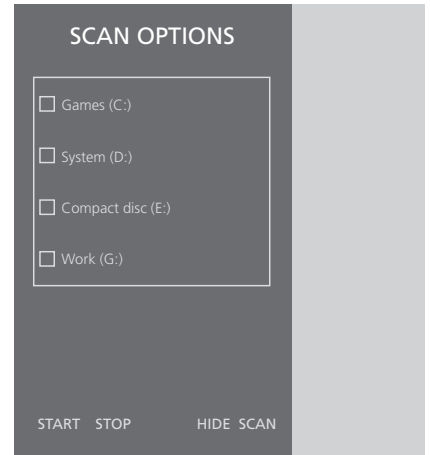 SCAN OPTIONS
Games (C:)
System (D:)
Compact disc (E:)
Work (G:)
START STOP HIDE SCAN